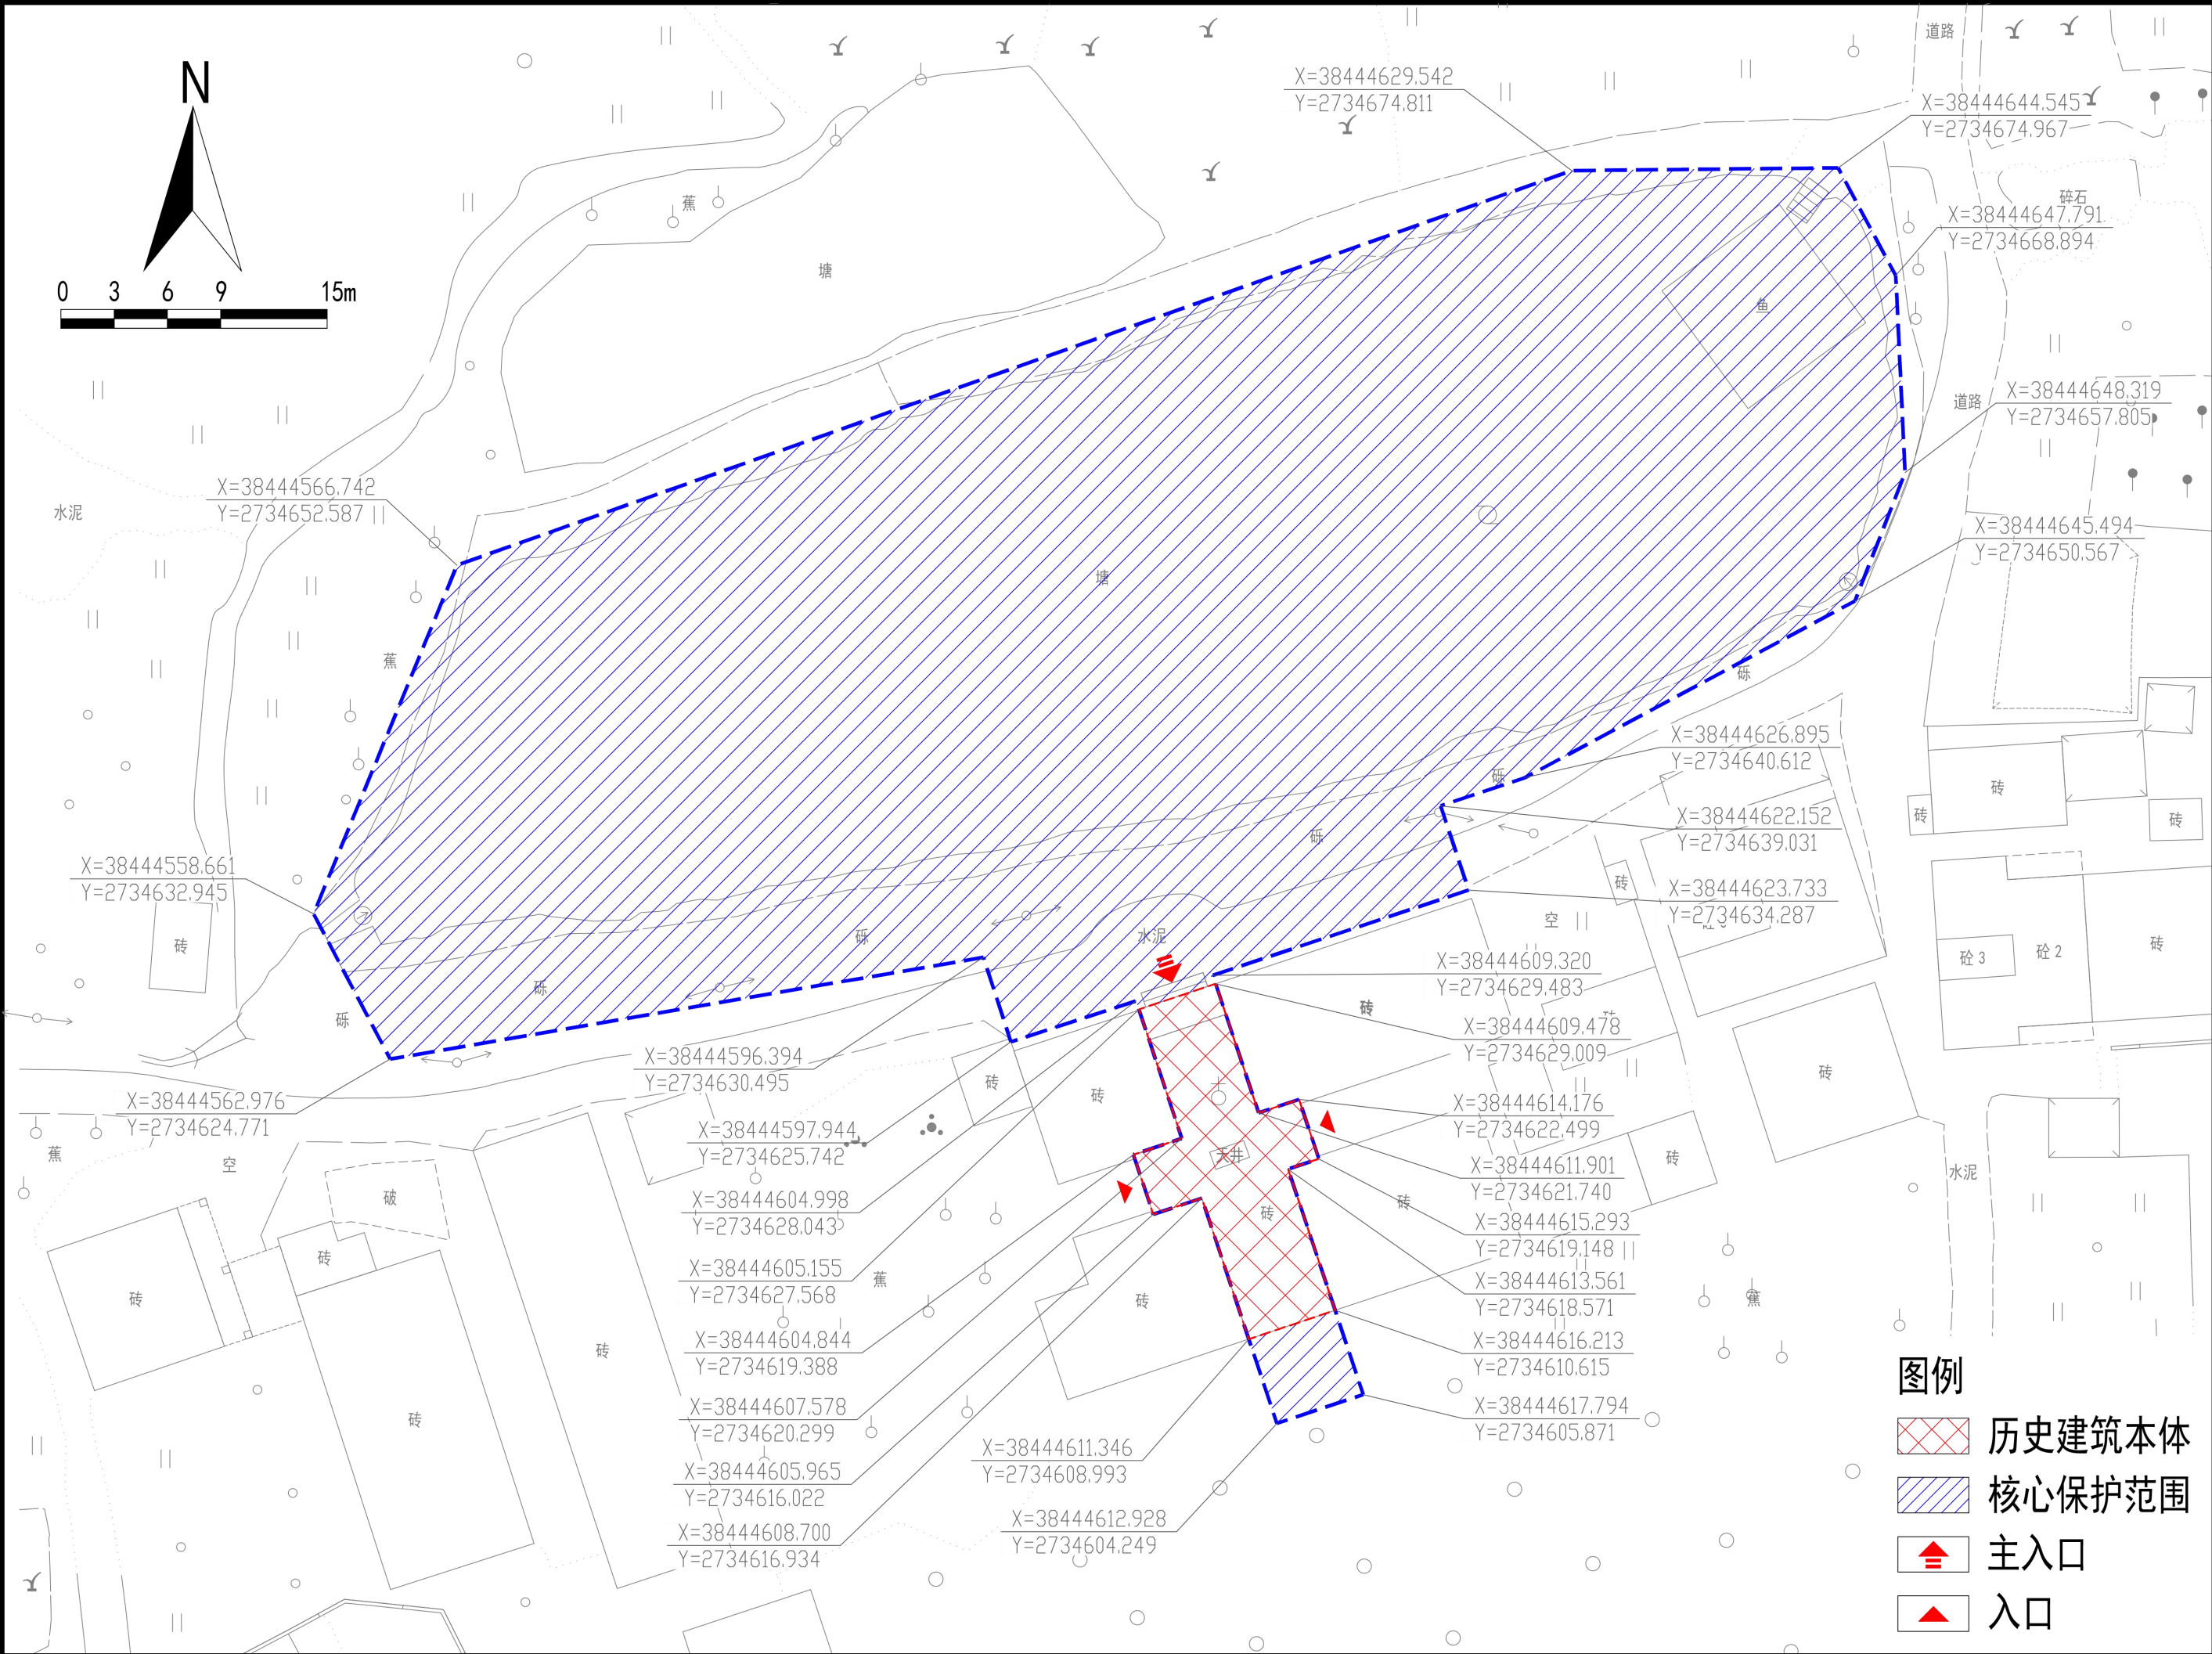 N
0 3 6 9 15m
道路
X=38444629.542
Y=2734674.811
X=38444644.545
Y=2734674.967
碎石
蕉
X=38444647.791
Y=2734668.894
塘
鱼
道路
X=38444648.319
Y=2734657.805
X=38444566.742
Y=2734652.587
水泥
X=38444645.494
Y=2734650.567
塘
蕉
砾
X=38444626.895
Y=2734640.612
砾
砖
砖
砖
X=38444622.152
Y=2734639.031
砾
X=38444558.661
Y=2734632.945
砖
X=38444623.733
Y=2734634.287
空
砖
砾
水泥
砼 3
砼 2
砖
X=38444609.320
Y=2734629.483
砾
砾
砖
X=38444609.478
Y=2734629.009
X=38444596.394
Y=2734630.495
砖
砖
砖
X=38444562.976
Y=2734624.771
X=38444614.176
Y=2734622.499
X=38444597.944
Y=2734625.742
蕉
空
天井
砖
水泥
X=38444611.901
Y=2734621.740
破
X=38444604.998
Y=2734628.043
砖
砖
X=38444615.293
Y=2734619.148
砖
X=38444605.155
Y=2734627.568
蕉
X=38444613.561
Y=2734618.571
砖
砖
蕉
X=38444604.844
Y=2734619.388
砖
X=38444616.213
Y=2734610.615
图例
X=38444607.578
Y=2734620.299
砖
X=38444617.794
Y=2734605.871
历史建筑本体
X=38444611.346
Y=2734608.993
X=38444605.965
Y=2734616.022
核心保护范围
X=38444612.928
Y=2734604.249
X=38444608.700
Y=2734616.934
主入口
入口